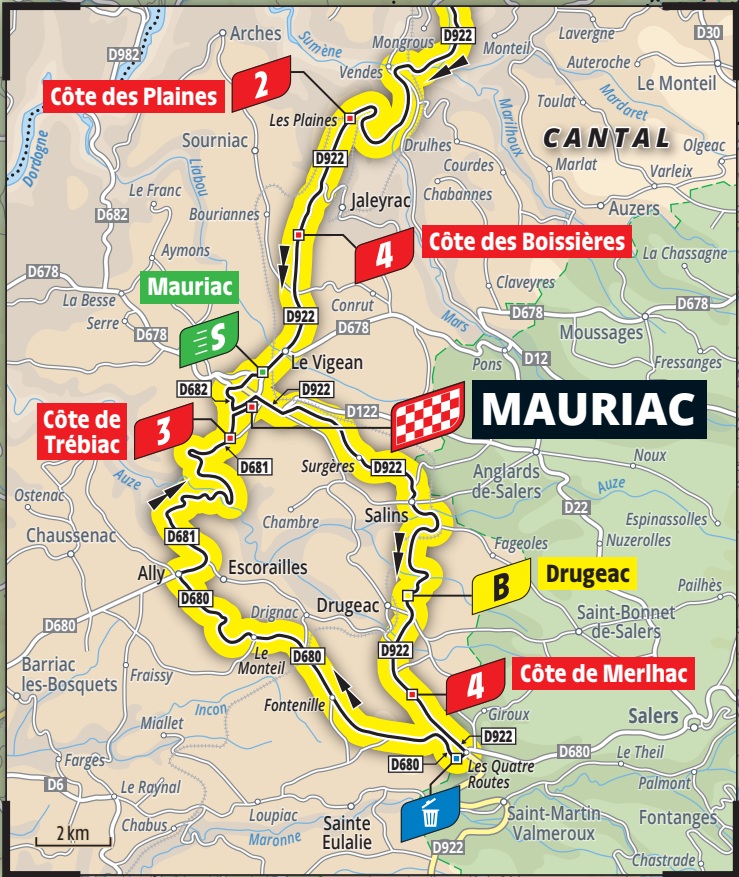 Arches
Sumène
Mongrous
D922
Monteil
Lavergne
D30
D982
Auteroche
Vendes
Le Monteil
Côte des Plaines
2
Toulat
Mardaret
Les Plaines
Marilhoux
CANTAL
Dordogne
Sourniac
D922
Drulhes
Olgeac
Courdes
Marlat
Varleix
Liabou
Le Franc
Jaleyrac
Chabannes
D682
Bouriannes
Auzers
4
Côte des Boissières
Aymons
La Chassagne
D678
Mauriac
Claveyres
La Besse
Conrut
D678
Serre
D922
Mars
D678
D678
S
D678
Moussages
Le Vigean
Pons
D12
Fressanges
D682
D922
D122
MAURIAC
Côte de
Trébiac
3
D681
Surgères
D922
Noux
Auze
Anglards
de-Salers
Auze
Ostenac
Salins
D22
Chambre
Espinassolles
Chaussenac
D681
Nuzerolles
Fageoles
Ally
Escorailles
B
Drugeac
Pailhès
D680
Drignac
Drugeac
Saint-Bonnet
de-Salers
D680
D922
Le
Monteil
D680
Barriac
les-Bosquets
Fraissy
4
Côte de Merlhac
Incon
Fontenille
Giroux
Salers
Miallet
D922
D680
Le Theil
Farges
D680
Les Quatre
Routes
D6
Le Raynal
Palmont
Loupiac
Saint-Martin
Valmeroux
Fontanges
Chabus
Sainte
Eulalie
2 km
Maronne
D922
Chastrade